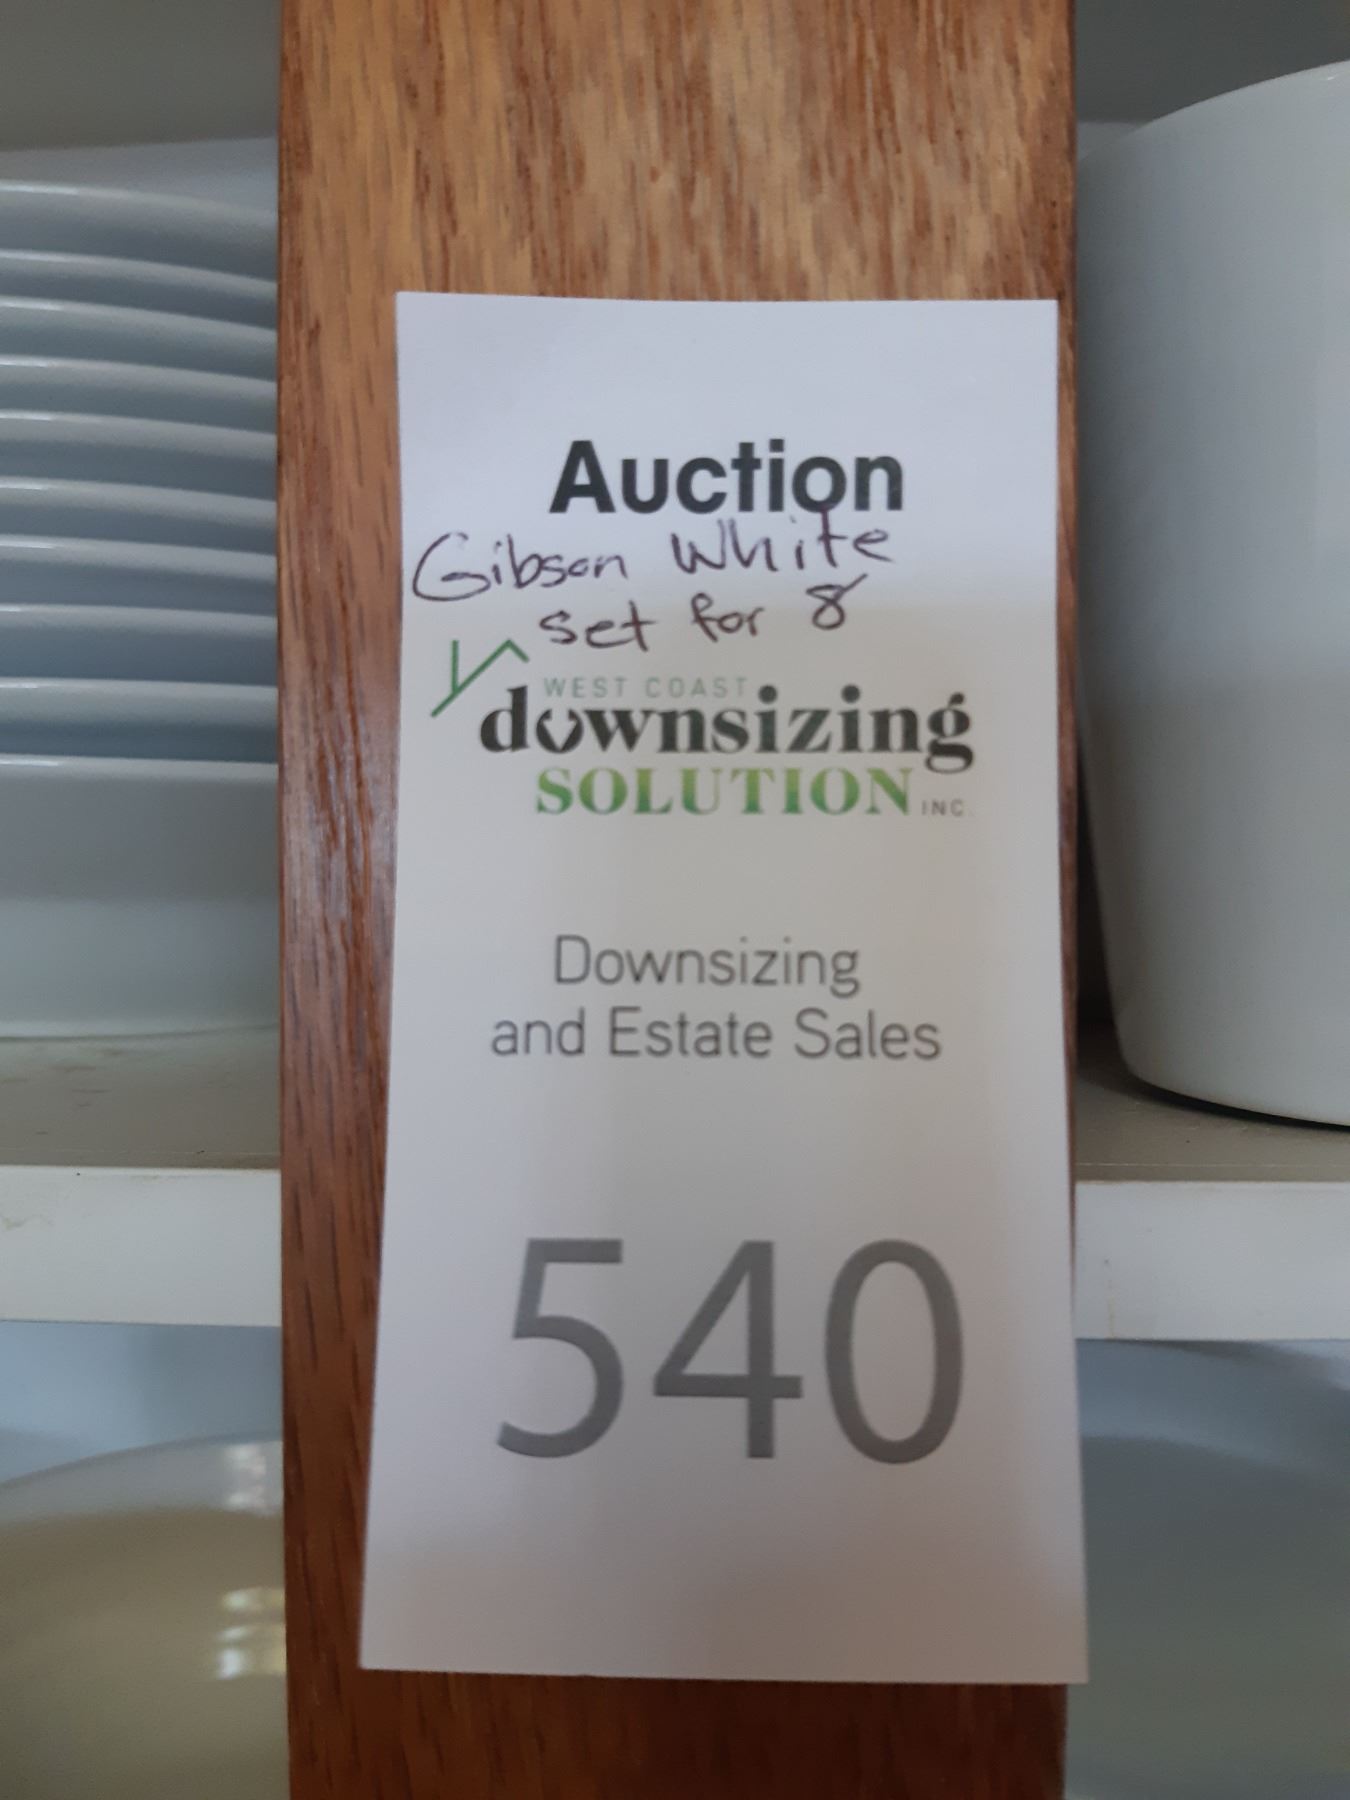 Auction
Gibson White
set for 8
WEST COAST
downsizing
SOLUTION INC.
Downsizing
and Estate Sales
540